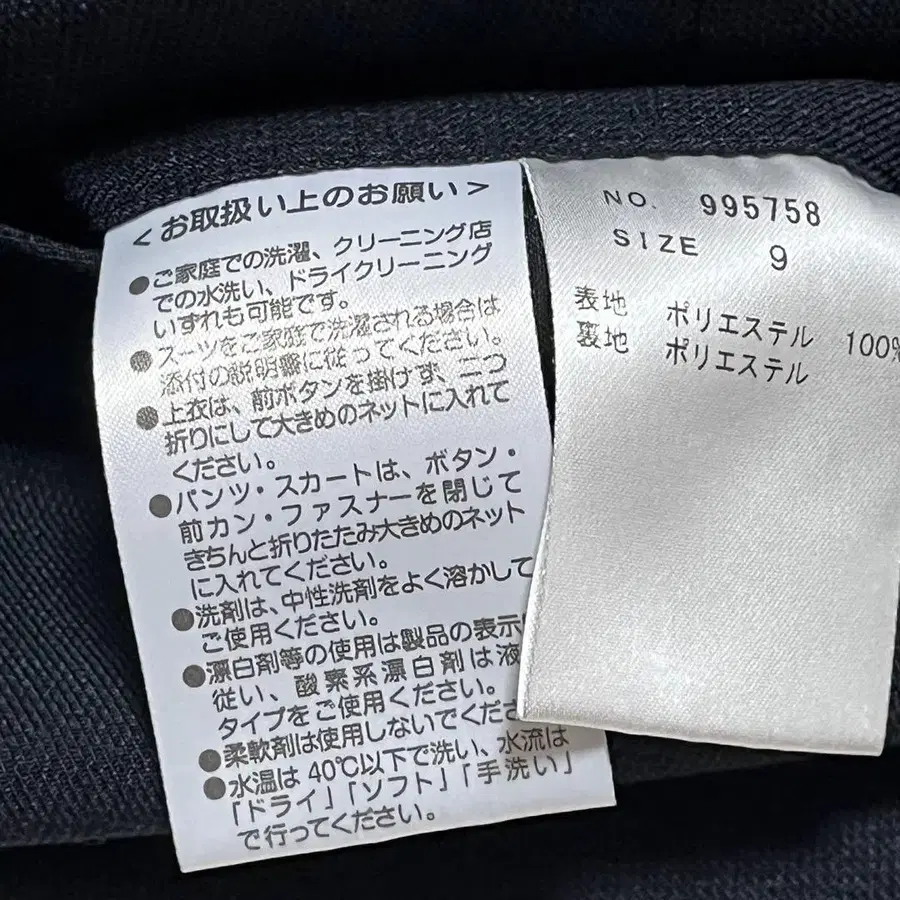 <お取扱い上のお願い>
●ご家庭での洗濯、クリーニング店
での水洗い、ドライクリーニング
いずれも可能です。
●スーツをご家庭で洗濯される場合は
添付の説明書に従ってください。
●上衣は、前ボタンを掛けず、二つ
折りにして大きめのネットに入れて
ください。
●パンツ・スカートは、ボタン・
前カン・ファスナーを閉じて
きちんと折りたたみ大きめのネット
に入れてください。
●洗剤は、中性洗剤をよく溶かして
ご使用ください。
●漂白剤等の使用は製品の表示
従い、酸素系漂白剤は液
タイプをご使用ください。
●柔軟剤は使用しないでくださ
●水温は40℃以下で洗い、水流は
「ドライ」「ソフト」「手洗い」
で行ってください。
NO. 995758
SIZE 9
表地 ポリエステル 100%
裏地 ポリエステル